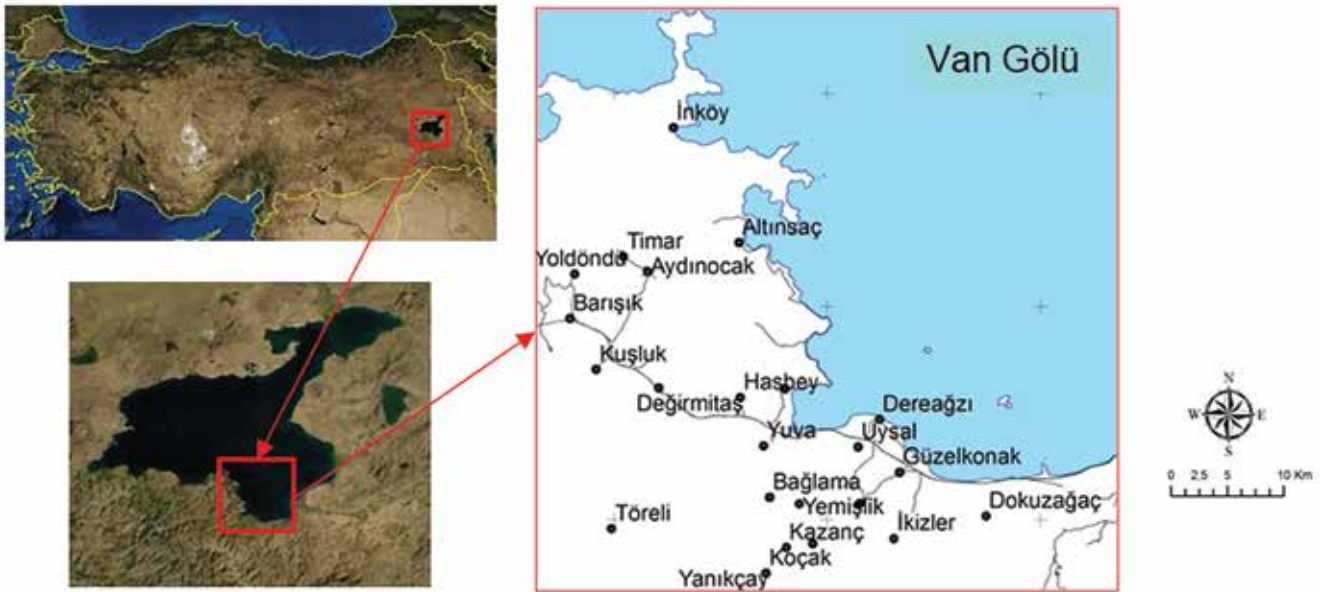 Van Gölü
İnköy
Altınsaç
Timar
Yoldöndö
Aydınocak
Barışık
Kuşluk
Hasbey
Değirmitaş
Dereağzı
Yuva
Uysal
Güzelkonak
Bağlama
Yemişlik
Dokuzağaç
Töreli
Kazanç
İkizler
Koçak
Yanıkçay
N
W
E
S
0 2,5 5 10 Km